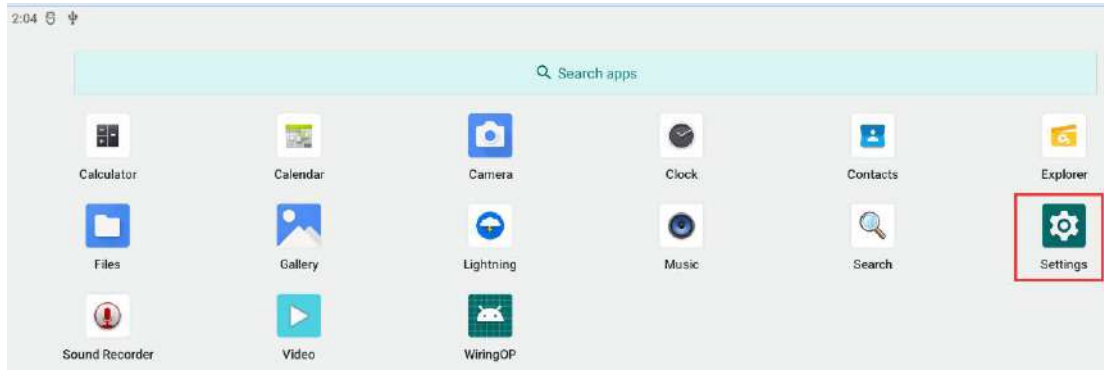 2:04
Search apps
Calculator Calendar Camera Clock Contacts Explorer
Files Gallery Lightning Music Search Settings
Sound Recorder Video WiringOP